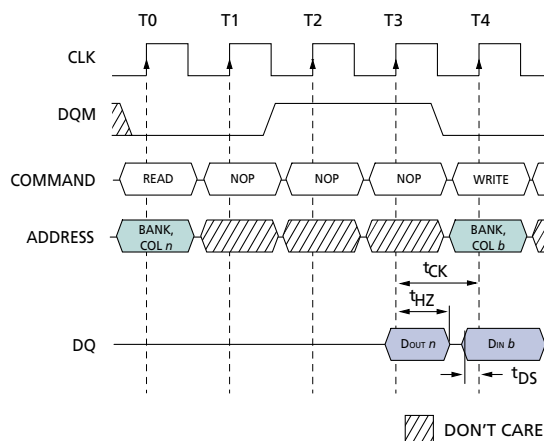 T0 T1 T2 T3 T4
CLK
DQM
COMMAND READ NOP NOP NOP WRITE
ADDRESS BANK, COL n BANK, COL b
tCK
tHZ
DQ DOUT n DIN b
tDS
DON'T CARE